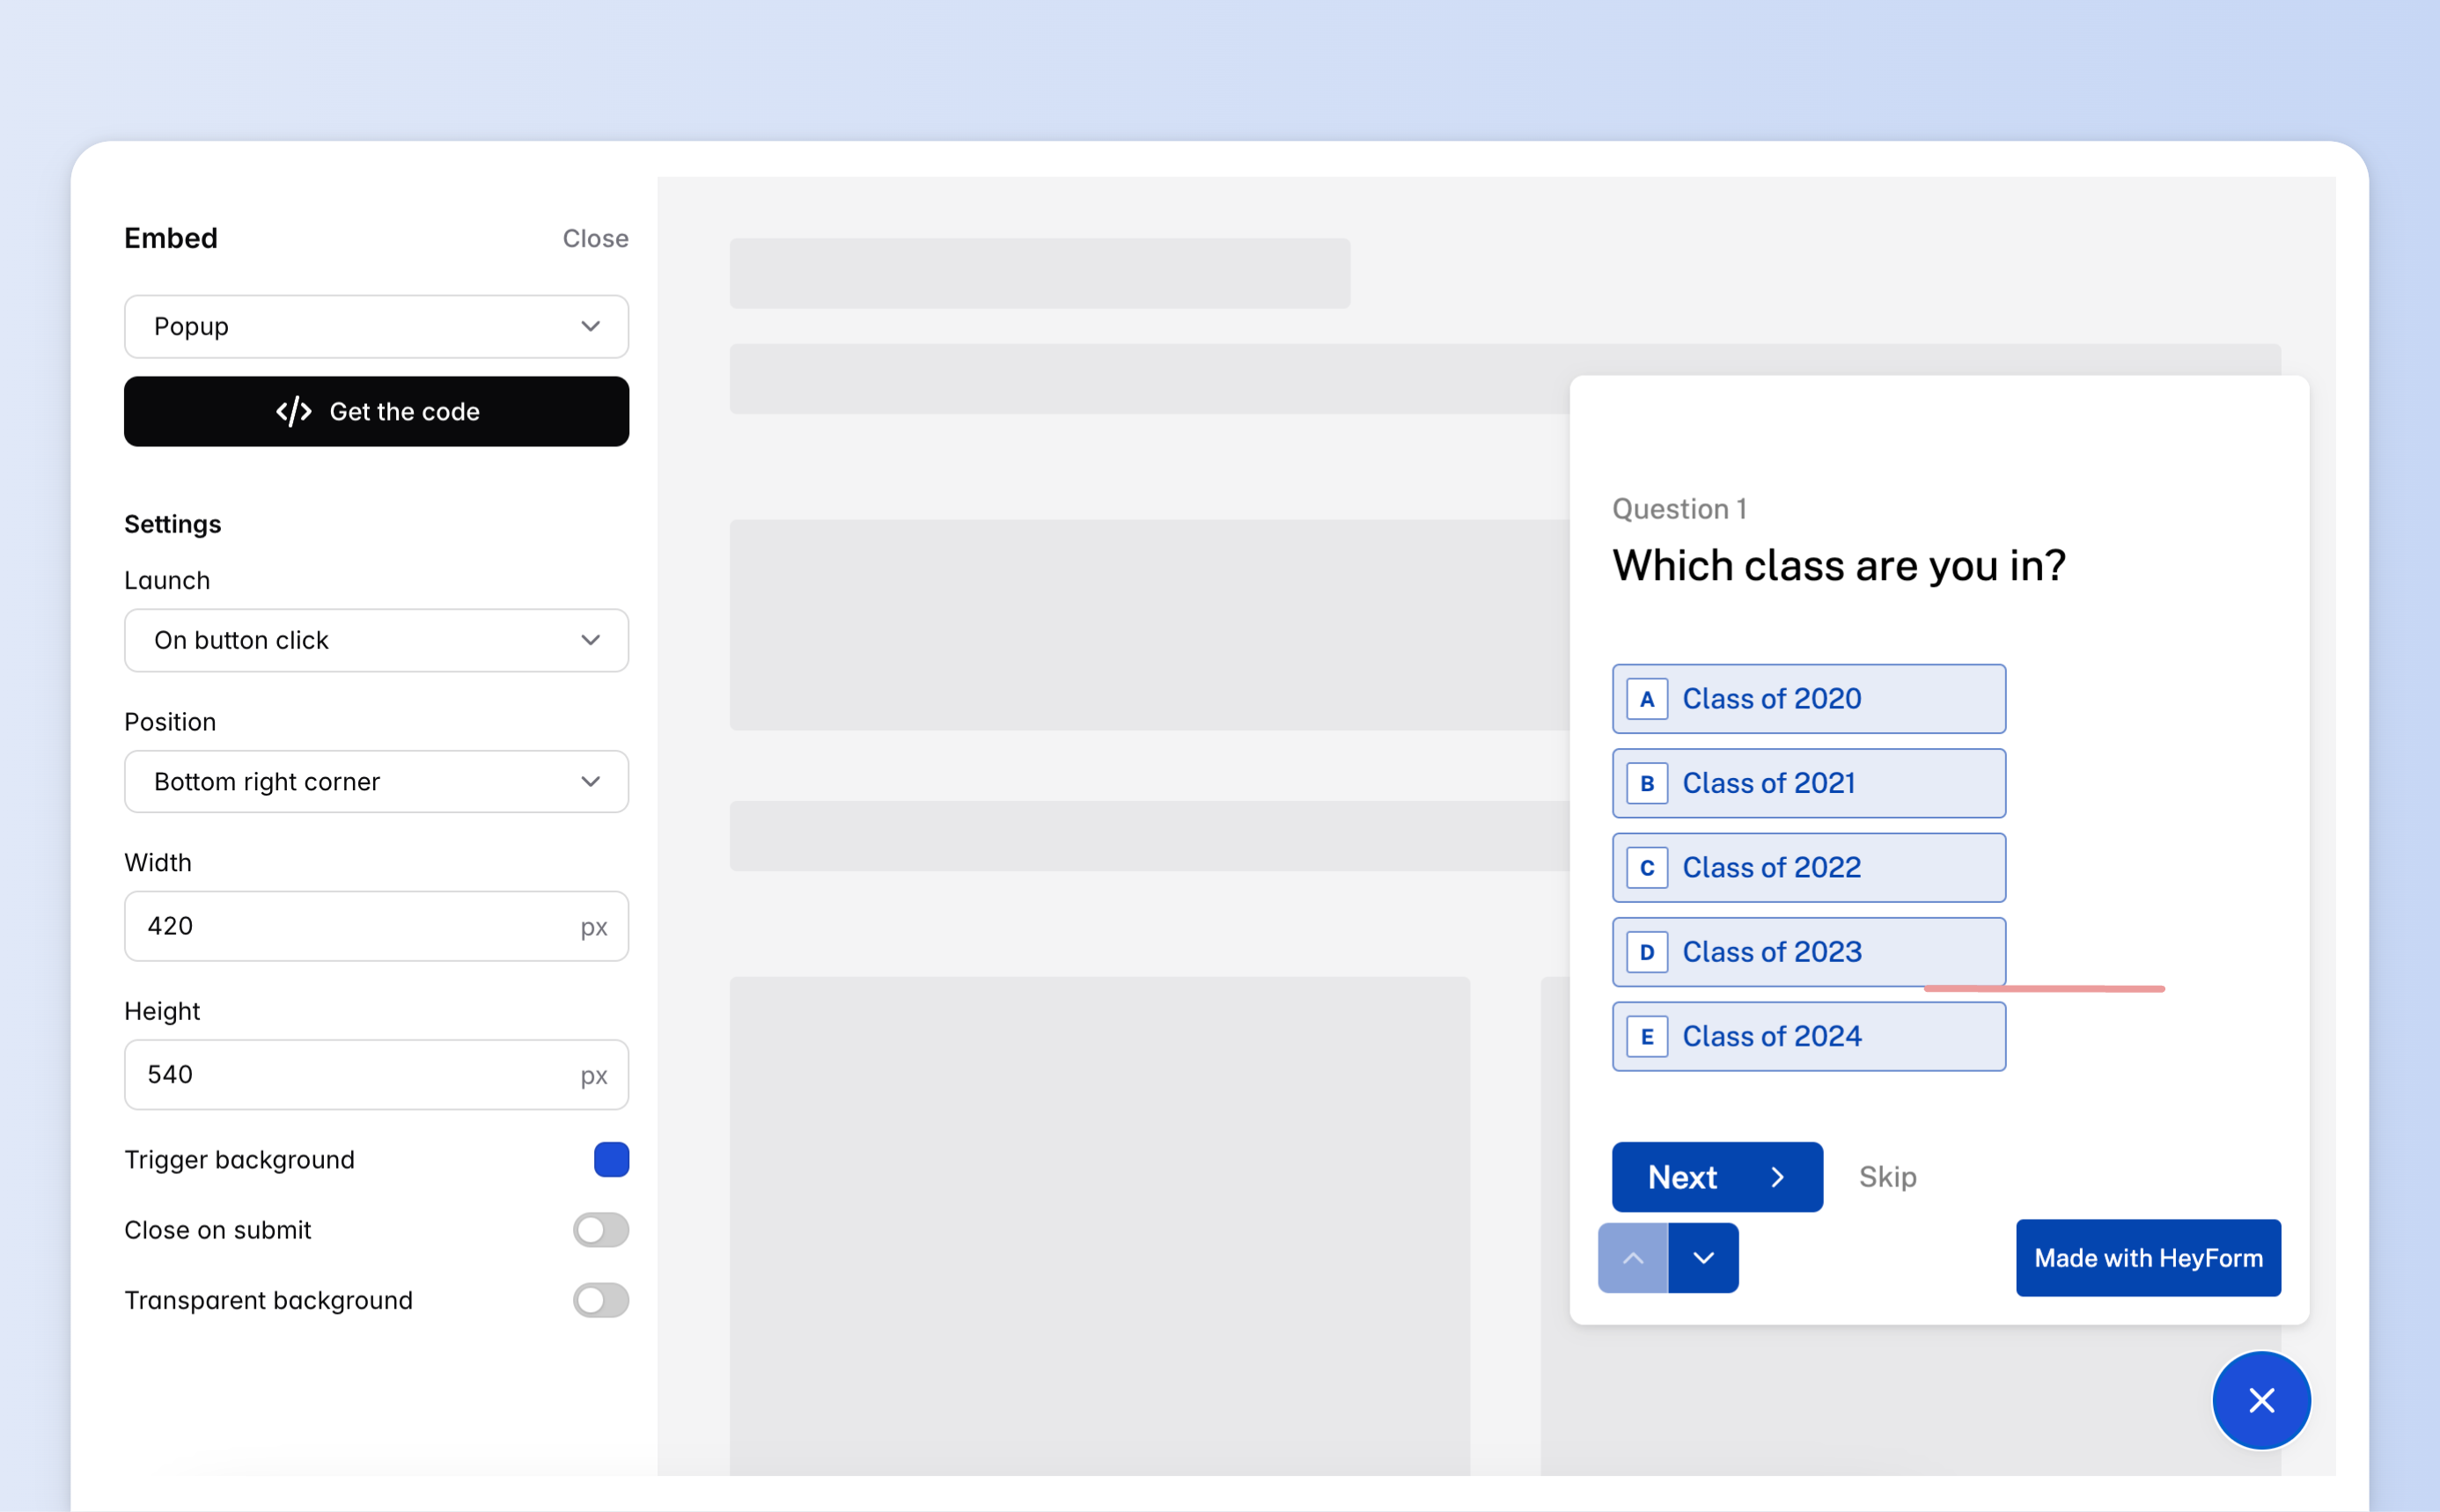 Embed
Close
Popup
</> Get the code
Settings
Launch
On button click
Position
Bottom right corner
Width
420 px
Height
540 px
Trigger background
Close on submit
Transparent background
Question 1
Which class are you in?
A Class of 2020
B Class of 2021
C Class of 2022
D Class of 2023
E Class of 2024
Next
Skip
Made with HeyForm